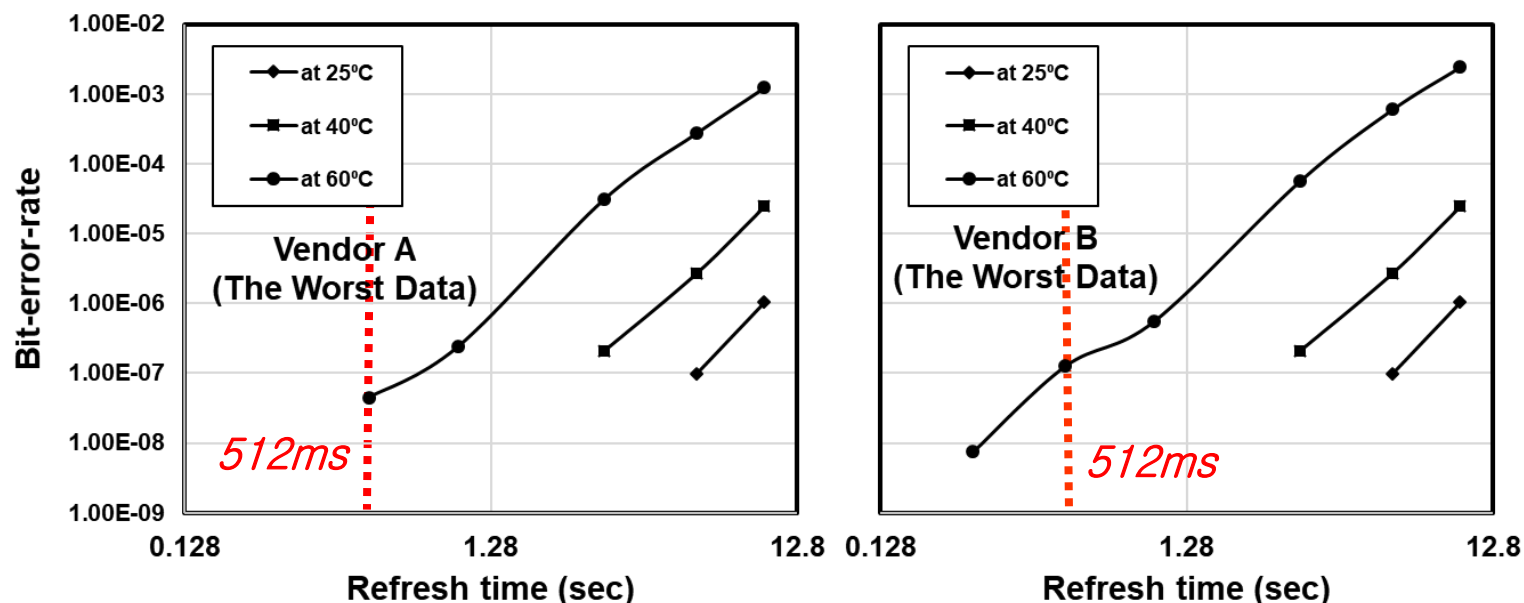 Bit-error-rate
1.00E-02
1.00E-03
1.00E-04
1.00E-05
1.00E-06
1.00E-07
1.00E-08
1.00E-09
at 25ºC
at 40ºC
at 60ºC
Vendor A
(The Worst Data)
512ms
0.128
1.28
12.8
Refresh time (sec)
at 25ºC
at 40ºC
at 60ºC
Vendor B
(The Worst Data)
512ms
0.128
1.28
12.8
Refresh time (sec)